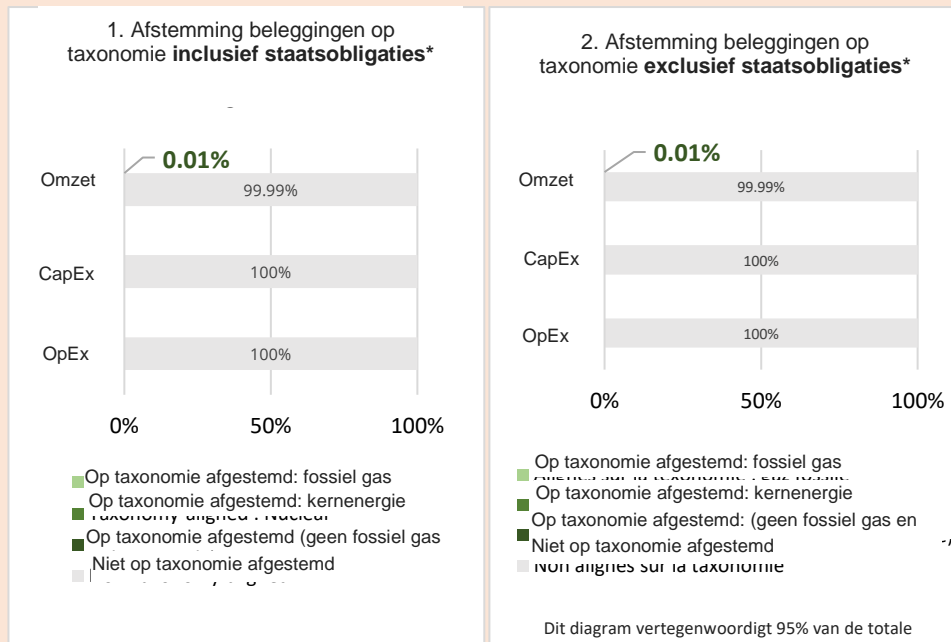 1. Afstemming beleggingen op
taxonomie inclusief staatsobligaties*
0.01%
Omzet
99.99%
CapEx
100%
OpEx
100%
0% 50% 100%
Op taxonomie afgestemd: fossiel gas
Op taxonomie afgestemd: kernenergie
Op taxonomie afgestemd (geen fossiel gas
Niet op taxonomie afgestemd
2. Afstemming beleggingen op
taxonomie exclusief staatsobligaties*
0.01%
Omzet
99.99%
CapEx
100%
OpEx
100%
0% 50% 100%
Op taxonomie afgestemd: fossiel gas
Op taxonomie afgestemd: kernenergie
Op taxonomie afgestemd: (geen fossiel gas en
Niet op taxonomie afgestemd
Non alignés sur la taxonomie
Dit diagram vertegenwoordigt 95% van de totale